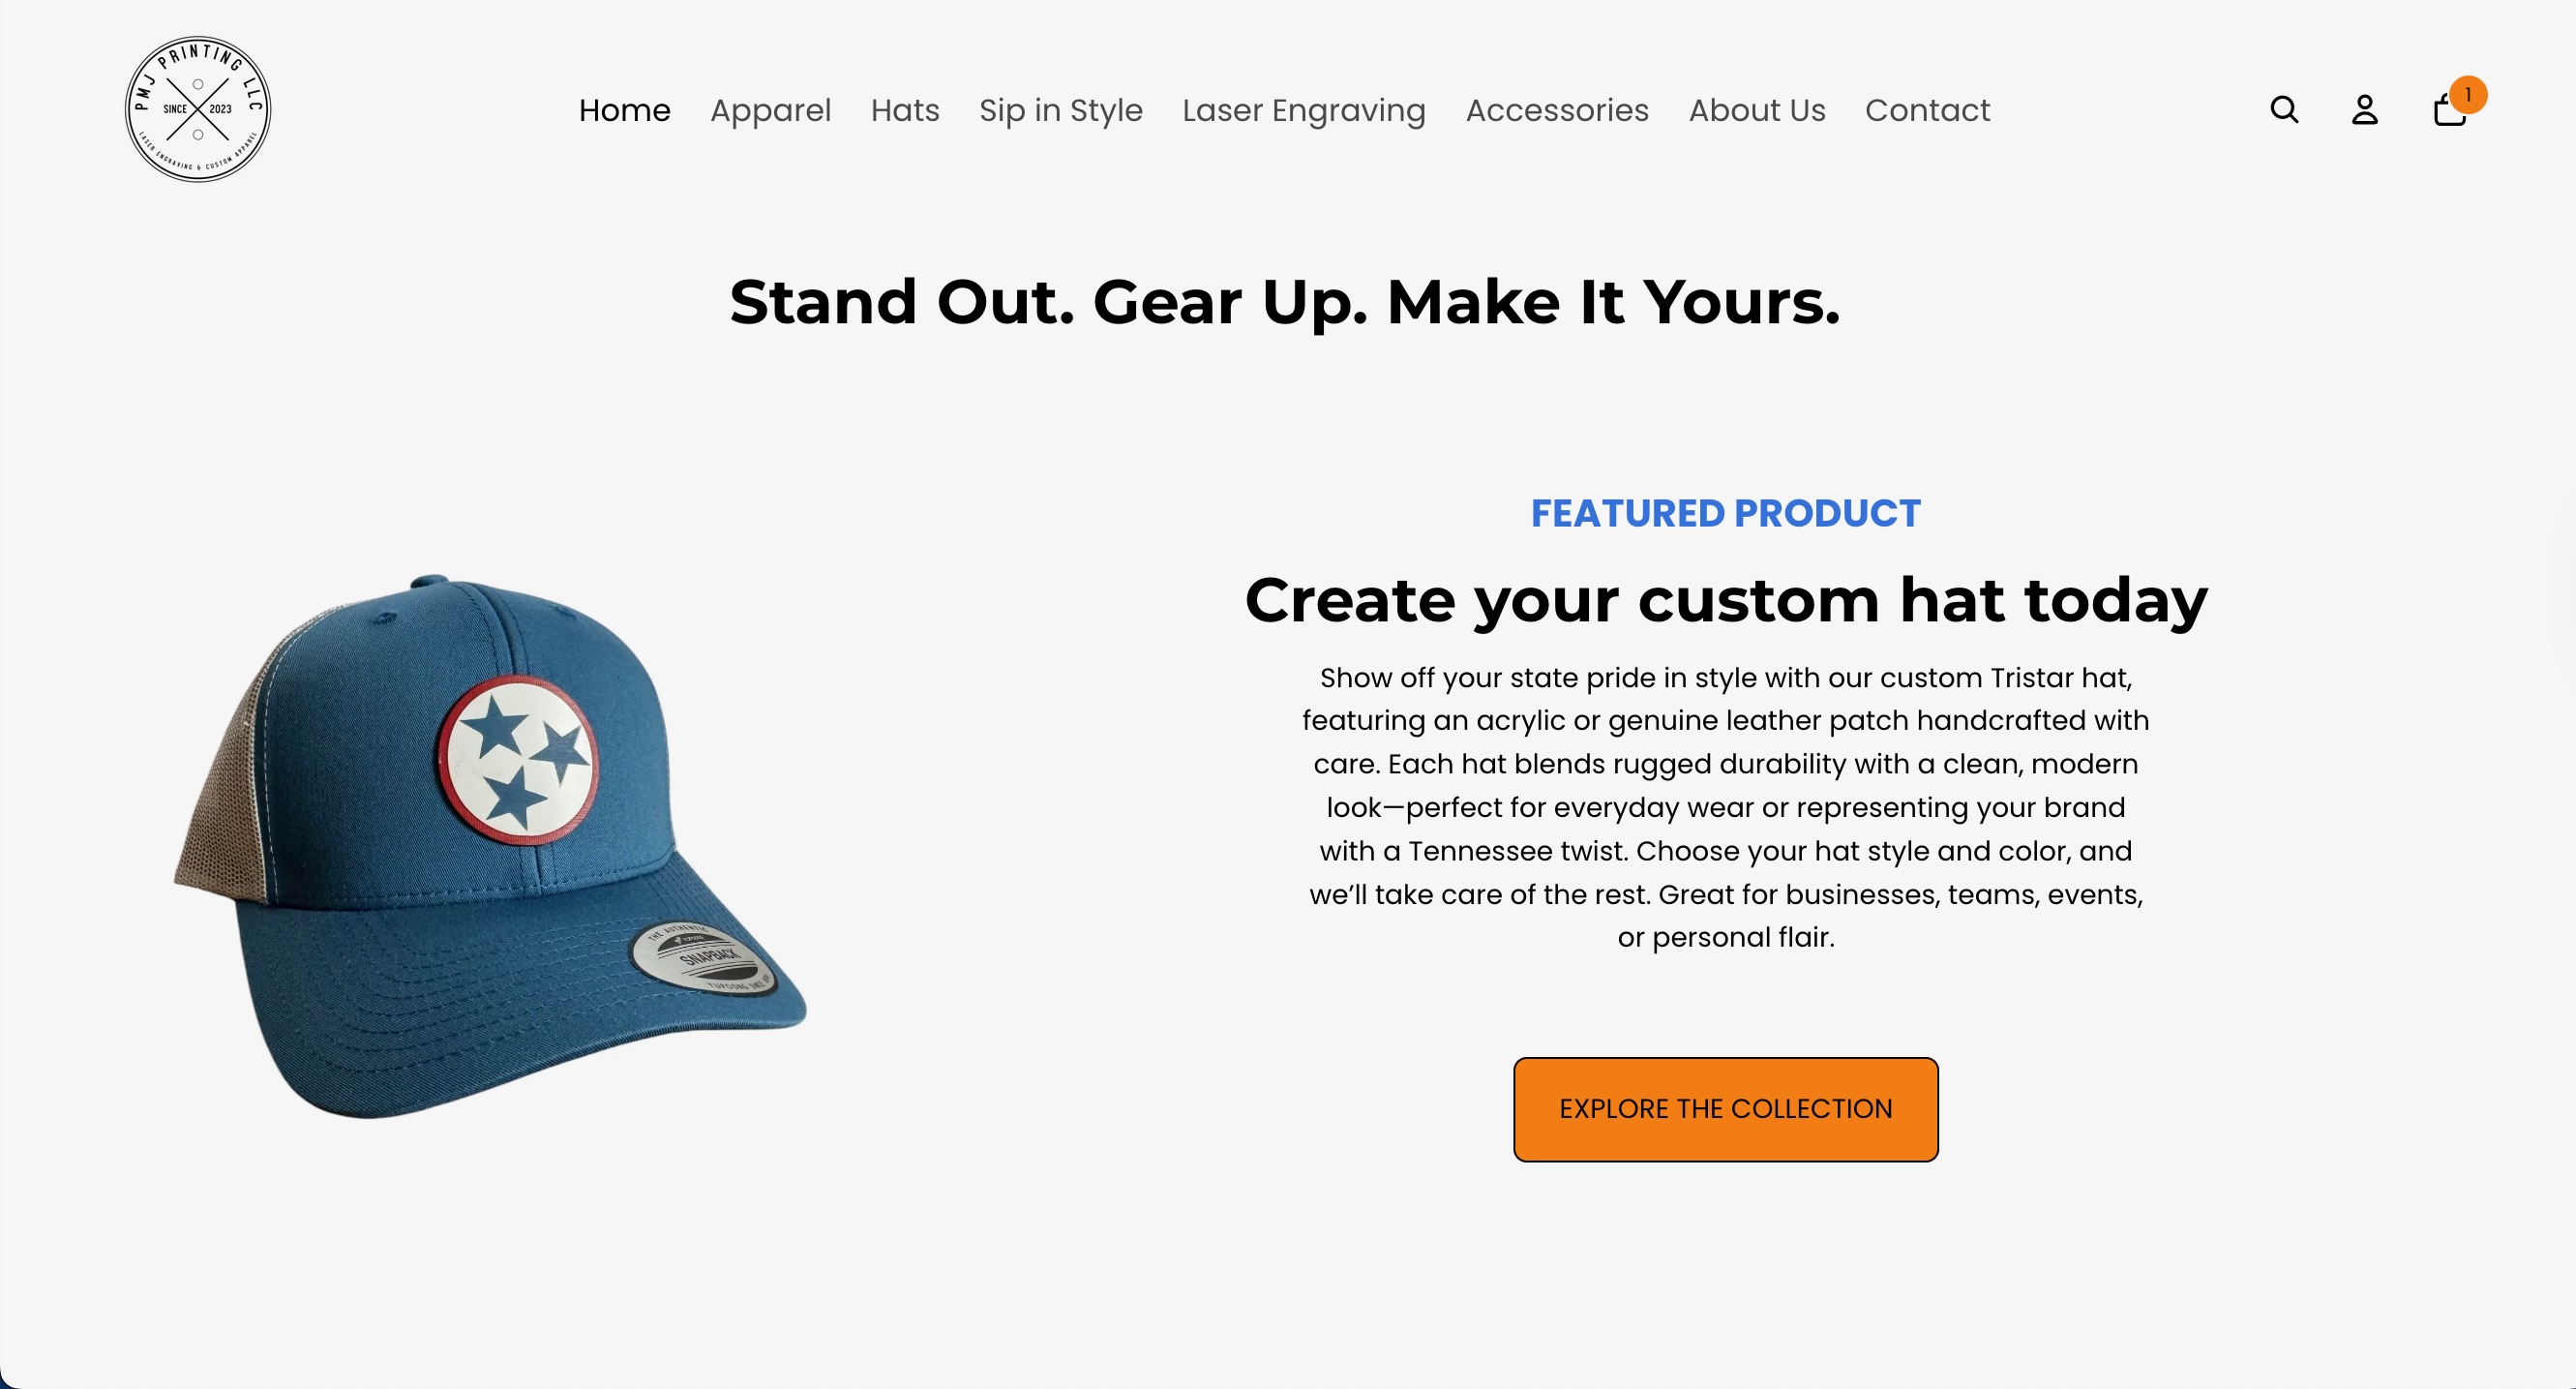 PMJ PRINTING LLC
SINCE 2023
LASER ENGRAVING & CUSTOM APPAREL
Home Apparel Hats Sip in Style Laser Engraving Accessories About Us Contact
1
Stand Out. Gear Up. Make It Yours.
FEATURED PRODUCT
Create your custom hat today
Show off your state pride in style with our custom Tristar hat,
featuring an acrylic or genuine leather patch handcrafted with
care. Each hat blends rugged durability with a clean, modern
look—perfect for everyday wear or representing your brand
with a Tennessee twist. Choose your hat style and color, and
we’ll take care of the rest. Great for businesses, teams, events,
or personal flair.
THE AUTHENTIC
SNAPBACK
YUPOONG SINCE
EXPLORE THE COLLECTION